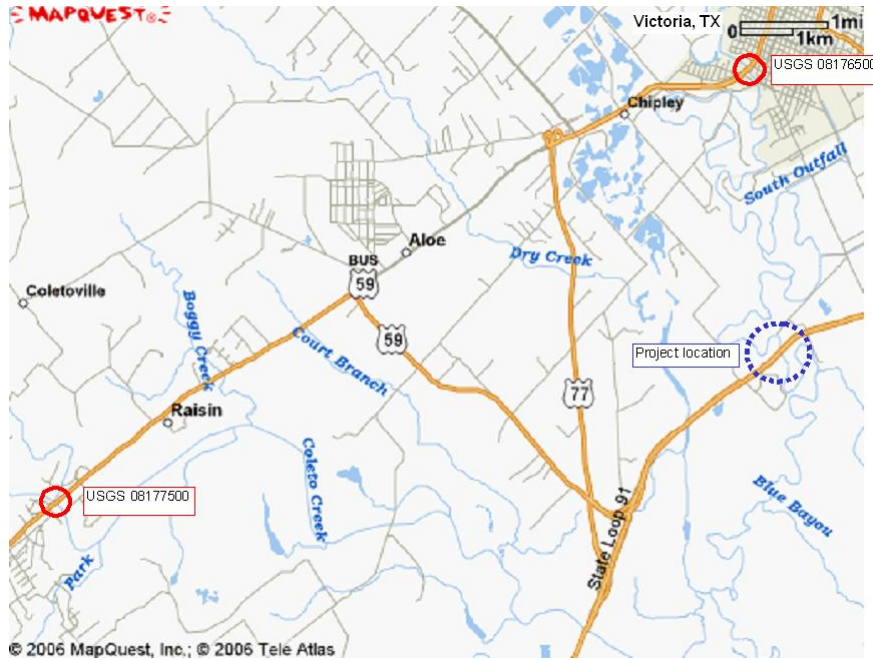 MAPQUEST
Victoria, TX
0 1mi
1km
USGS 08176500
Chipley
South Outfall
Aloe
Dry Creek
BUS
59
Coletoville
Boggy Creek
Court Branch
59
Project location
77
Raisin
Coleto Creek
USGS 08177500
Blue Bayou
State Loop 91
Park
© 2006 MapQuest, Inc.; © 2006 Tele Atlas